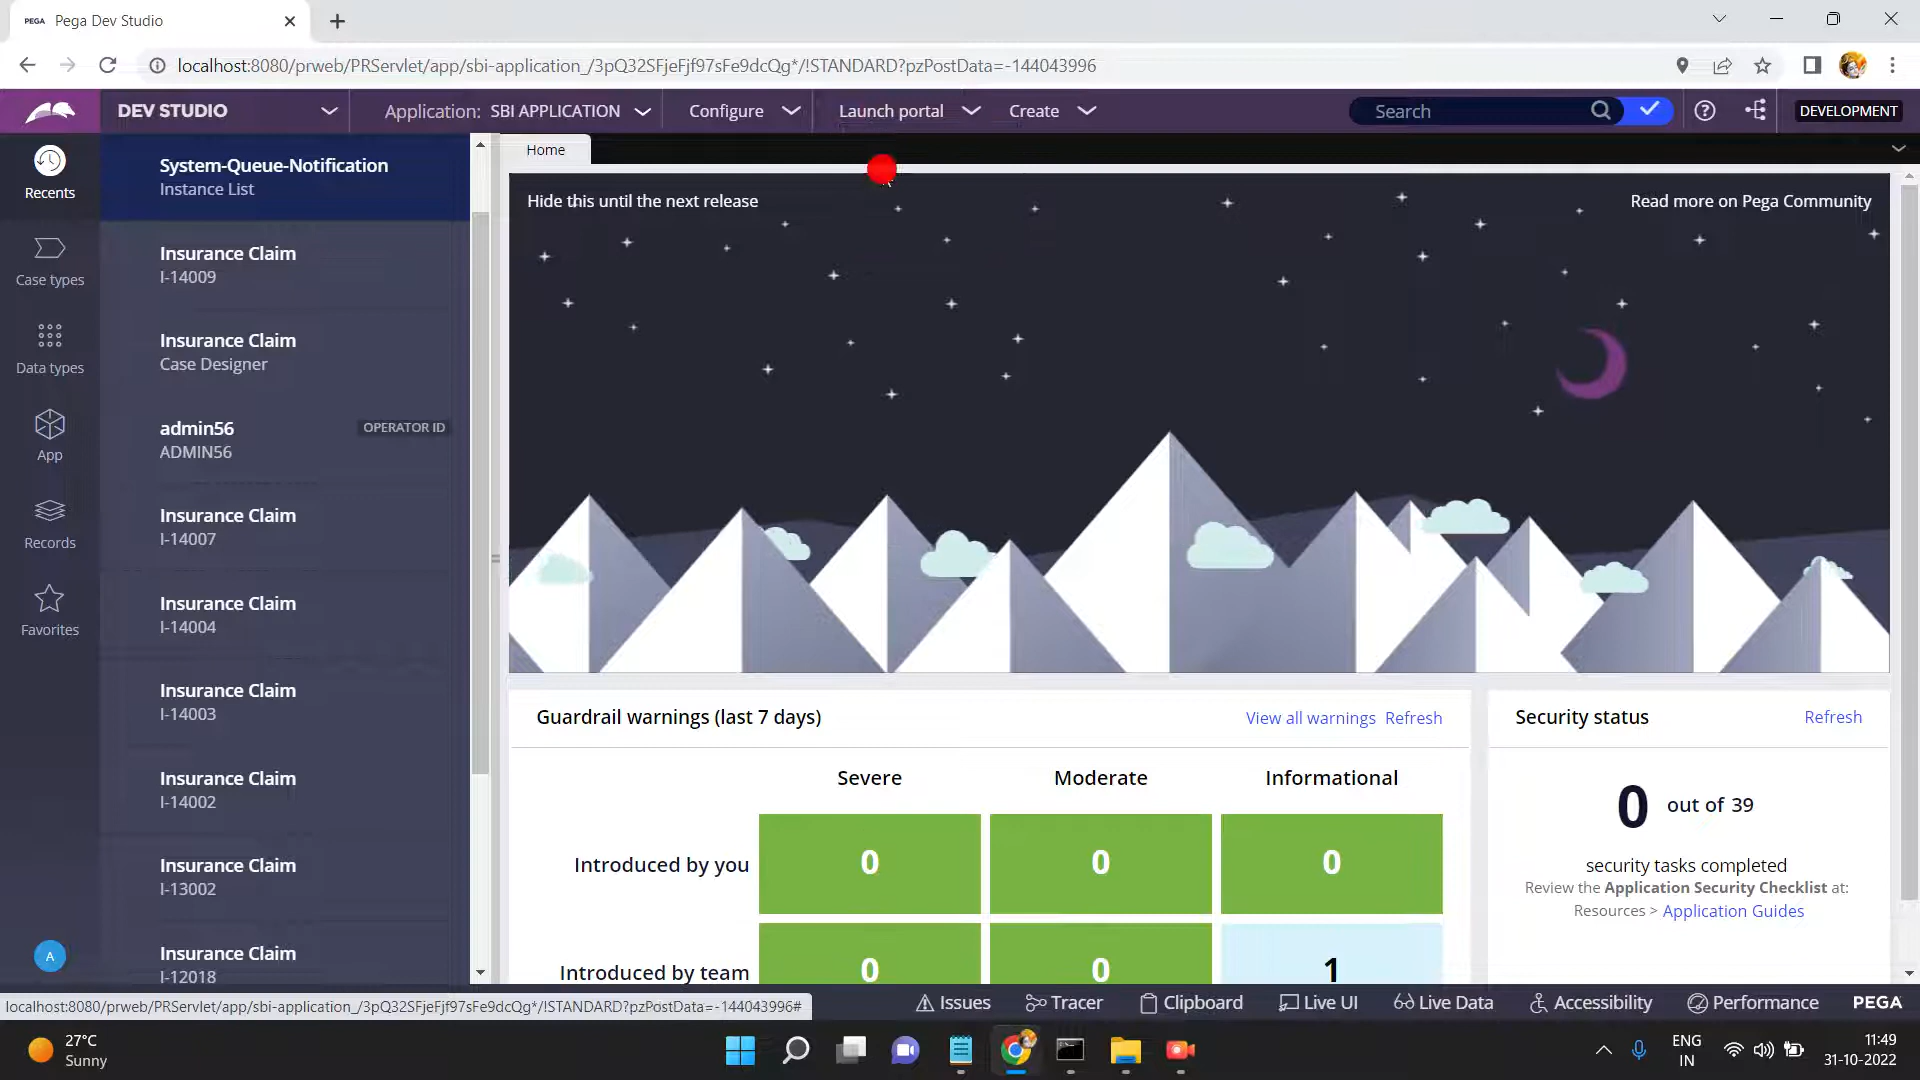 PEGA Pega Dev Studio
localhost:8080/prweb/PRServlet/app/sbi-application_/3pQ32SFjeFjf97sFe9dcQg*/!STANDARD?pzPostData=-144043996
DEV STUDIO
Application: SBI APPLICATION
Configure
Launch portal
Create
Search
DEVELOPMENT
Recents
Case types
Data types
App
Records
Favorites
A
System-Queue-Notification
Instance List
Insurance Claim
I-14009
Insurance Claim
Case Designer
admin56 OPERATOR ID
ADMIN56
Insurance Claim
I-14007
Insurance Claim
I-14004
Insurance Claim
I-14003
Insurance Claim
I-14002
Insurance Claim
I-13002
Insurance Claim
I-12018
Home
Hide this until the next release
Read more on Pega Community
Guardrail warnings (last 7 days)
View all warnings Refresh
Severe Moderate Informational
Introduced by you 0 0 0
Introduced by team 0 0 1
Security status Refresh
0 out of 39
security tasks completed
Review the Application Security Checklist at:
Resources > Application Guides
localhost:8080/prweb/PRServlet/app/sbi-application_/3pQ32SFjeFjf97sFe9dcQg*/!STANDARD?pzPostData=-144043996#
Issues Tracer Clipboard Live UI Live Data Accessibility Performance PEGA
27°C
Sunny
ENG
IN
11:49
31-10-2022